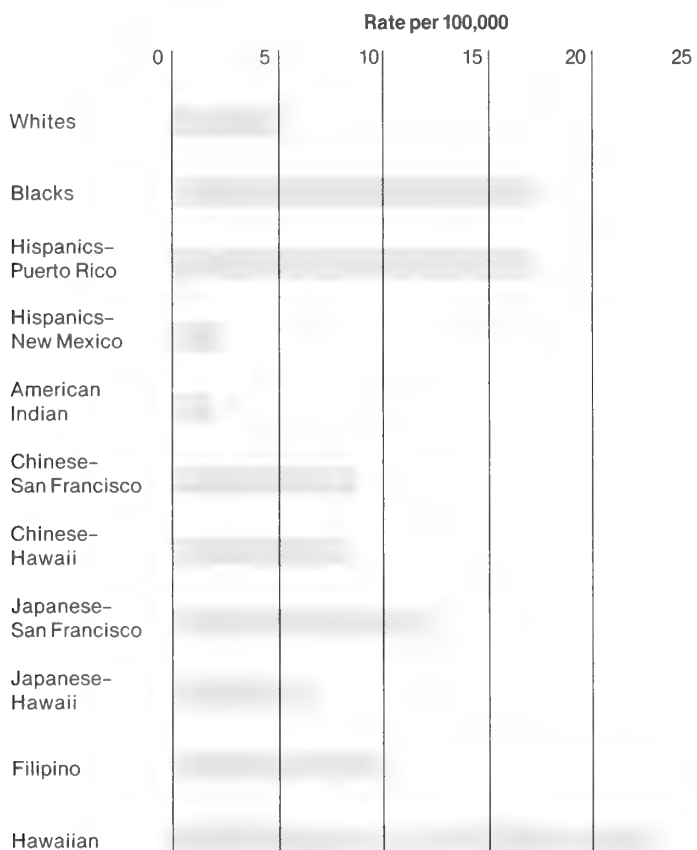 Rate per 100,000
0 5 10 15 20 25
Whites
Blacks
Hispanics–
Puerto Rico
Hispanics–
New Mexico
American
Indian
Chinese–
San Francisco
Chinese–
Hawaii
Japanese–
San Francisco
Japanese–
Hawaii
Filipino
Hawaiian